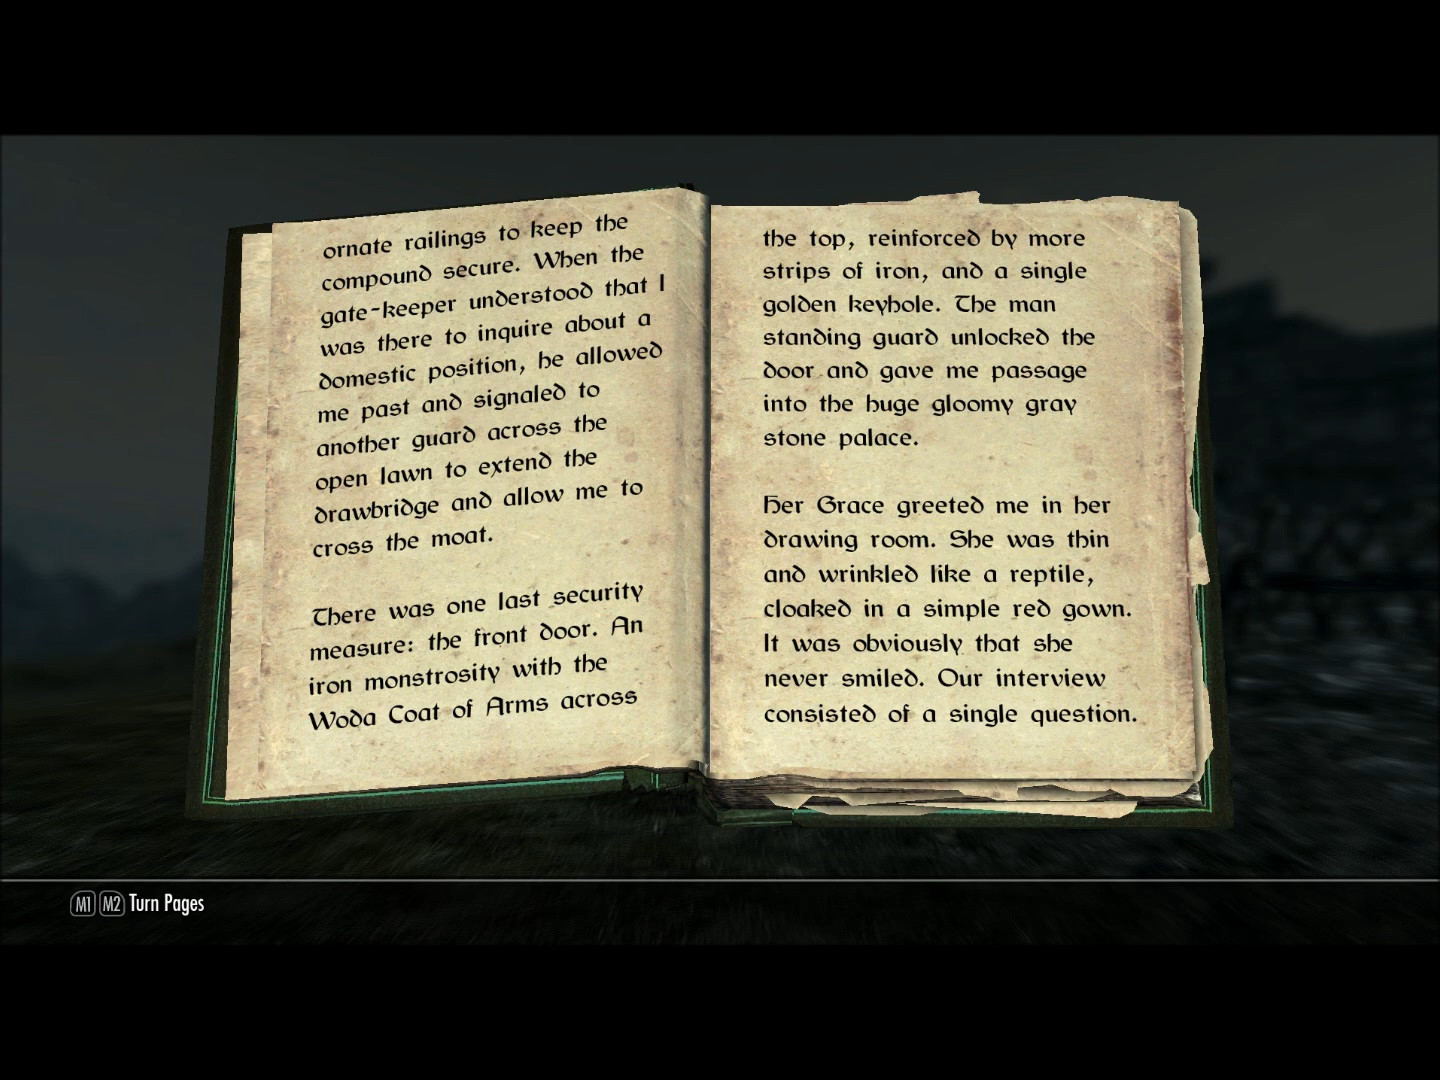 ornate railings to keep the
compound secure. When the
gate-keeper understood that I
was there to inquire about a
domestic position, he allowed
me past and signaled to
another guard across the
open lawn to extend the
drawbridge and allow me to
cross the moat.
There was one last security
measure: the front door. An
iron monstrosity with the
Woda Coat of Arms across
the top, reinforced by more
strips of iron, and a single
golden keyhole. The man
standing guard unlocked the
door and gave me passage
into the huge gloomy gray
stone palace.
Her Grace greeted me in her
drawing room. She was thin
and wrinkled like a reptile,
cloaked in a simple red gown.
It was obviously that she
never smiled. Our interview
consisted of a single question.
M1 M2 Turn Pages